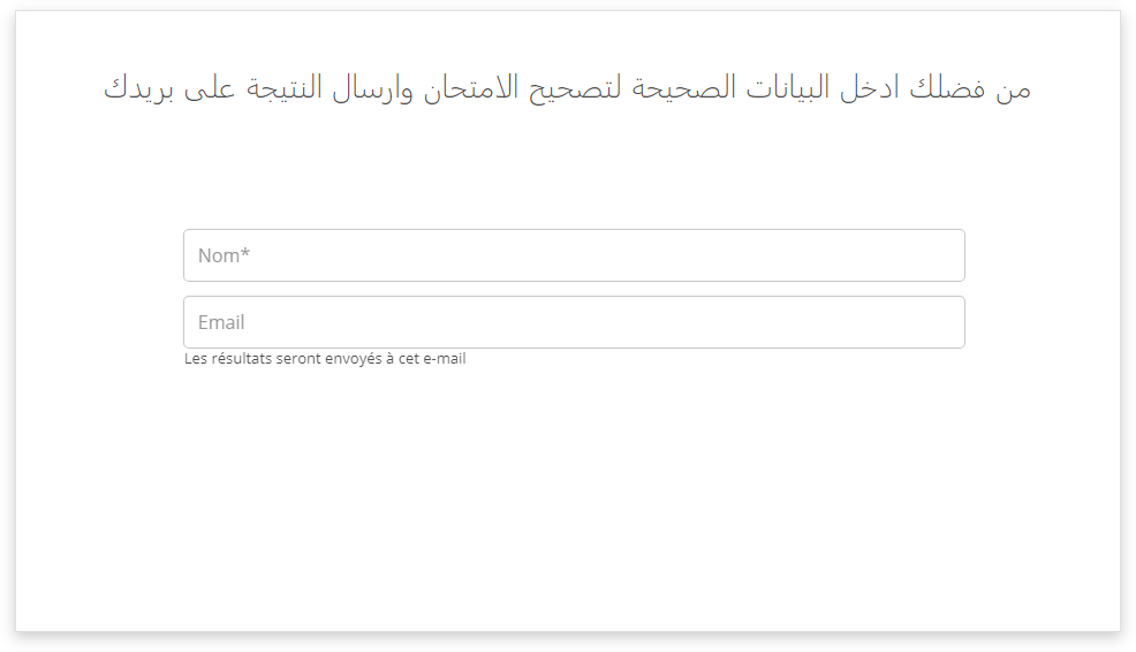 من فضلك ادخل البيانات الصحيحة لتصحيح الامتحان وارسال النتيجة على بريدك
Nom*
Email
Les résultats seront envoyés à cet e-mail